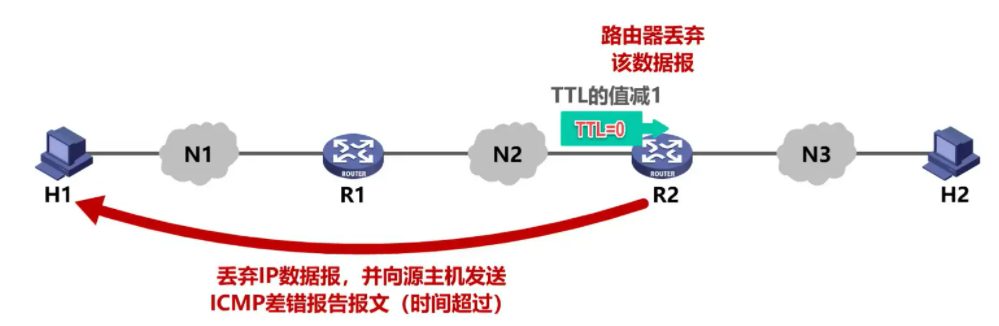 路由器丢弃
该数据报
TTL的值减1
TTL=0
N1
N2
N3
ROUTER
ROUTER
H1
R1
R2
H2
丢弃IP数据报，并向源主机发送
ICMP差错报告报文（时间超过）